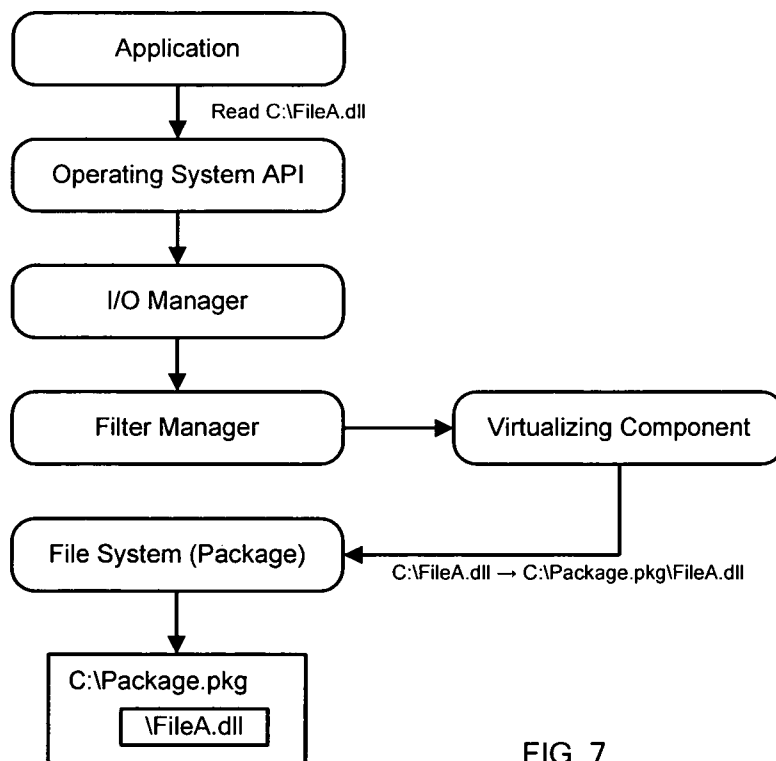 Application
Read C:\FileA.dll
Operating System API
I/O Manager
Filter Manager
Virtualizing Component
File System (Package)
C:\FileA.dll → C:\Package.pkg\FileA.dll
C:\Package.pkg
\FileA.dll
FIG. 7